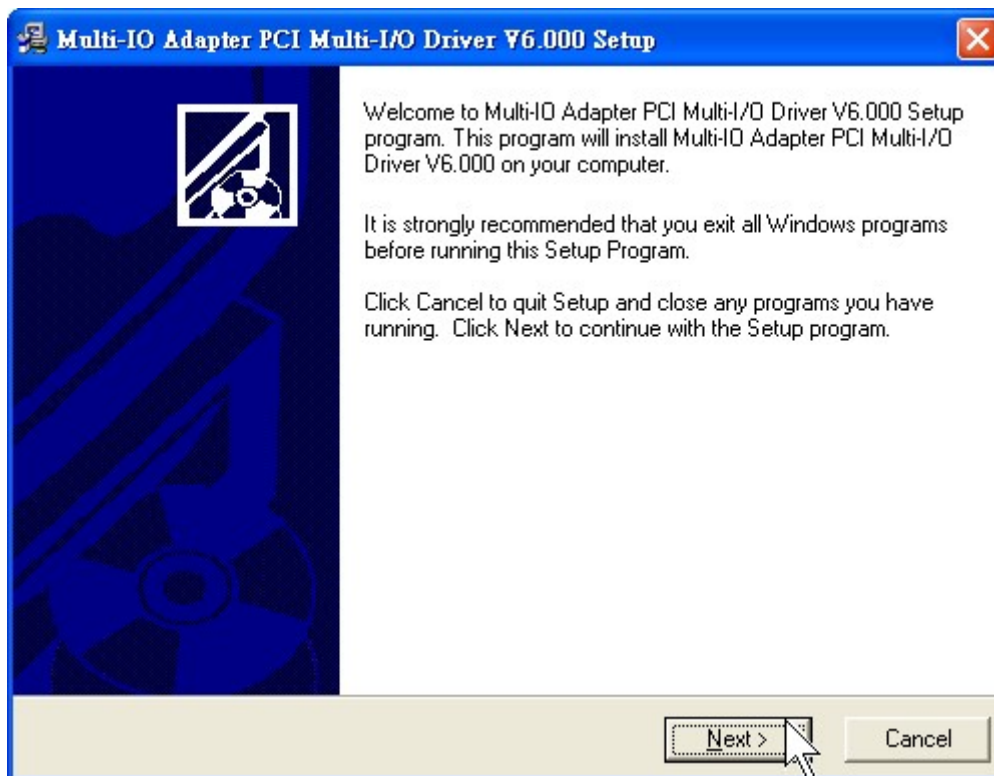 Multi-IO Adapter PCI Multi-I/O Driver V6.000 Setup
Welcome to Multi-IO Adapter PCI Multi-I/O Driver V6.000 Setup
program. This program will install Multi-IO Adapter PCI Multi-I/O
Driver V6.000 on your computer.
It is strongly recommended that you exit all Windows programs
before running this Setup Program.
Click Cancel to quit Setup and close any programs you have
running.  Click Next to continue with the Setup program.
Next >
Cancel